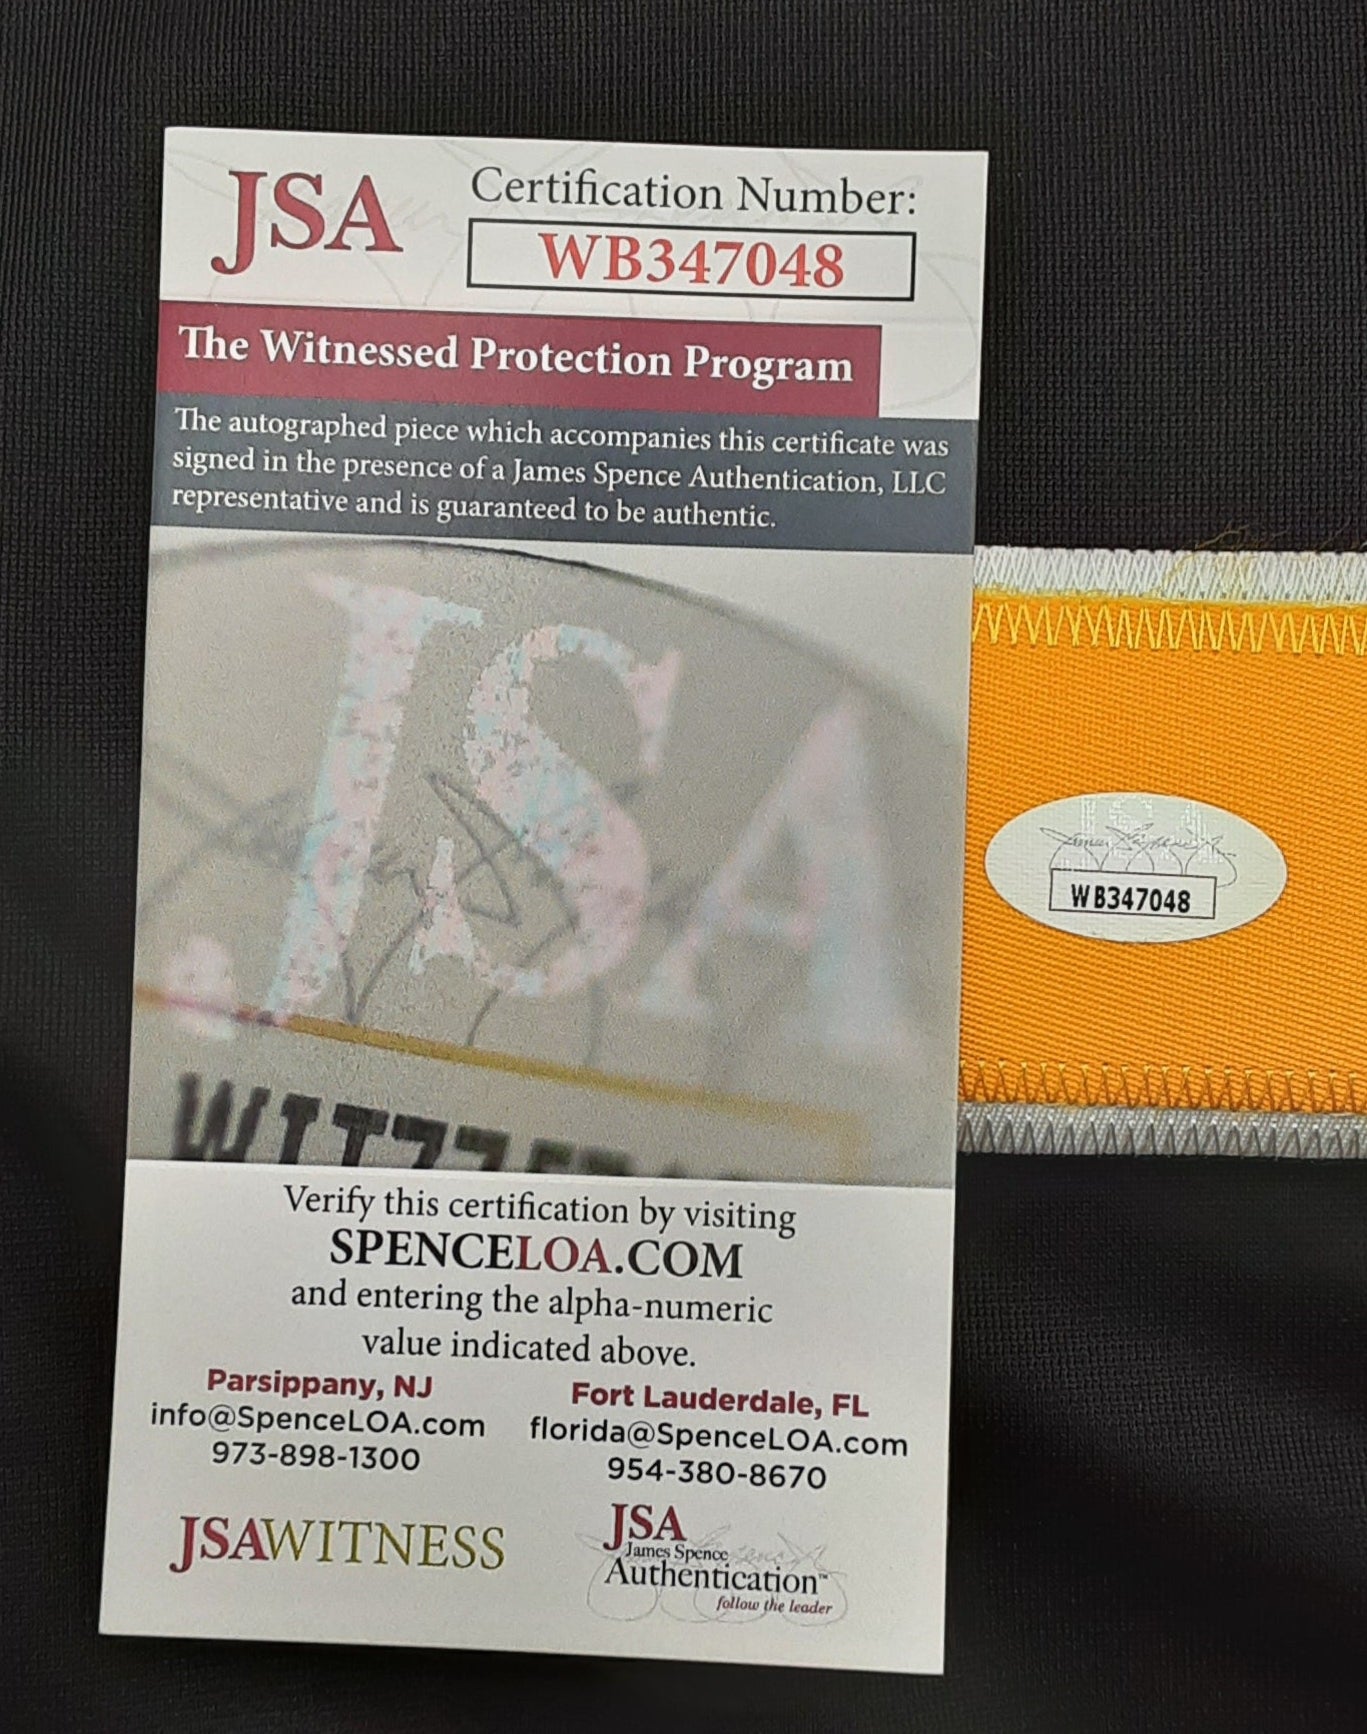 JSA
Certification Number:
WB347048
The Witnessed Protection Program
The autographed piece which accompanies this certificate was
signed in the presence of a James Spence Authentication, LLC
representative and is guaranteed to be authentic.
JSA
WB347048
Verify this certification by visiting
SPENCELOA.COM
and entering the alpha-numeric
value indicated above.
Parsippany, NJ
info@SpenceLOA.com
973-898-1300
Fort Lauderdale, FL
florida@SpenceLOA.com
954-380-8670
JSAWITNESS
JSA
James Spence
Authentication™
follow the leader